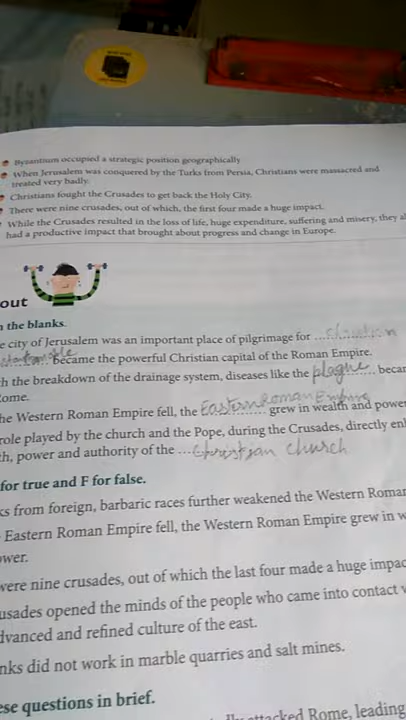 Byzantium occupied a strategic position geographically
When Jerusalem was conquered by the Turks from Persia, Christians were massacred and
treated very badly.
Christians fought the Crusades to get back the Holy City.
There were nine crusades, out of which, the first four made a huge impact.
While the Crusades resulted in the loss of life, huge expenditure, suffering and misery, they al
had a productive impact that brought about progress and change in Europe.
out
n the blanks.
e city of Jerusalem was an important place of pilgrimage for ...Christian
became the powerful Christian capital of the Roman Empire.
h the breakdown of the drainage system, diseases like the plague... becar
ome.
he Western Roman Empire fell, the Eastern Roman Empire grew in wealth and power
role played by the church and the Pope, during the Crusades, directly enl
h, power and authority of the ...Christian church
for true and F for false.
ks from foreign, barbaric races further weakened the Western Roman
Eastern Roman Empire fell, the Western Roman Empire grew in w
ower.
were nine crusades, out of which the last four made a huge impac
usades opened the minds of the people who came into contact w
dvanced and refined culture of the east.
nks did not work in marble quarries and salt mines.
ese questions in brief.
attacked Rome, leading